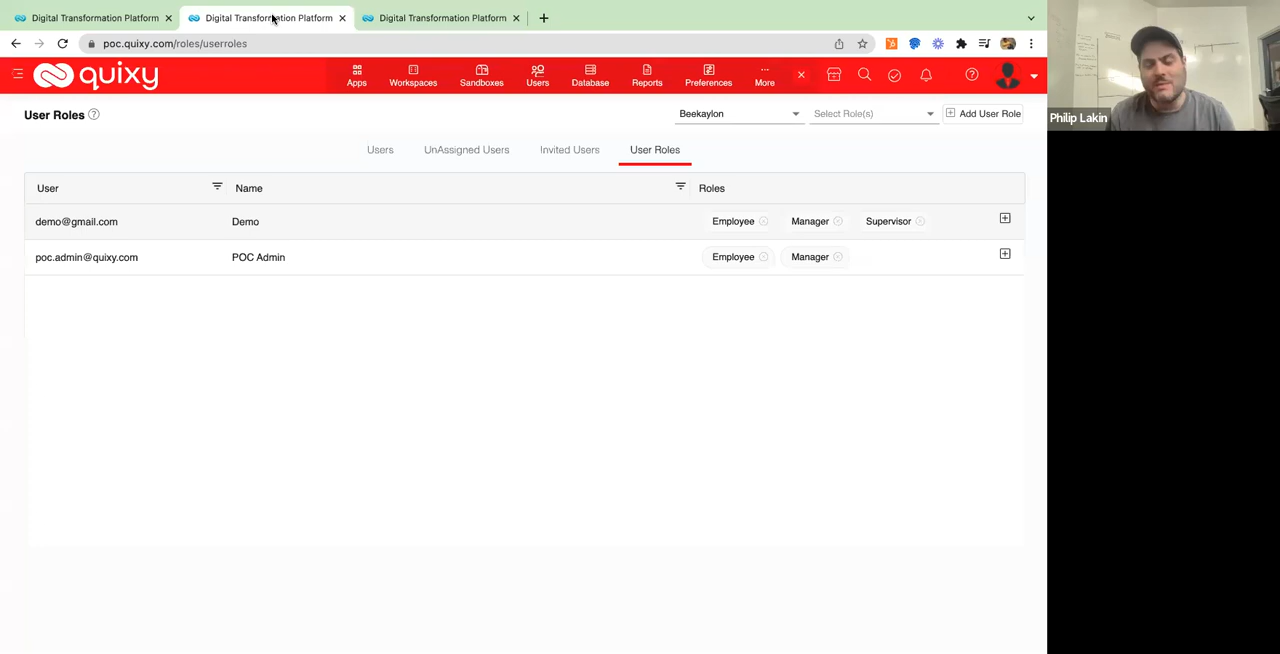 Digital Transformation Platform
Digital Transformation Platform
Digital Transformation Platform
poc.quixy.com/roles/userroles
quixy
Apps
Workspaces
Sandboxes
Users
Database
Reports
Preferences
More
User Roles
Beekaylon
Select Role(s)
Add User Role
Users
UnAssigned Users
Invited Users
User Roles
User
Name
Roles
demo@gmail.com
Demo
Employee
Manager
Supervisor
poc.admin@quixy.com
POC Admin
Employee
Manager
Philip Lakin